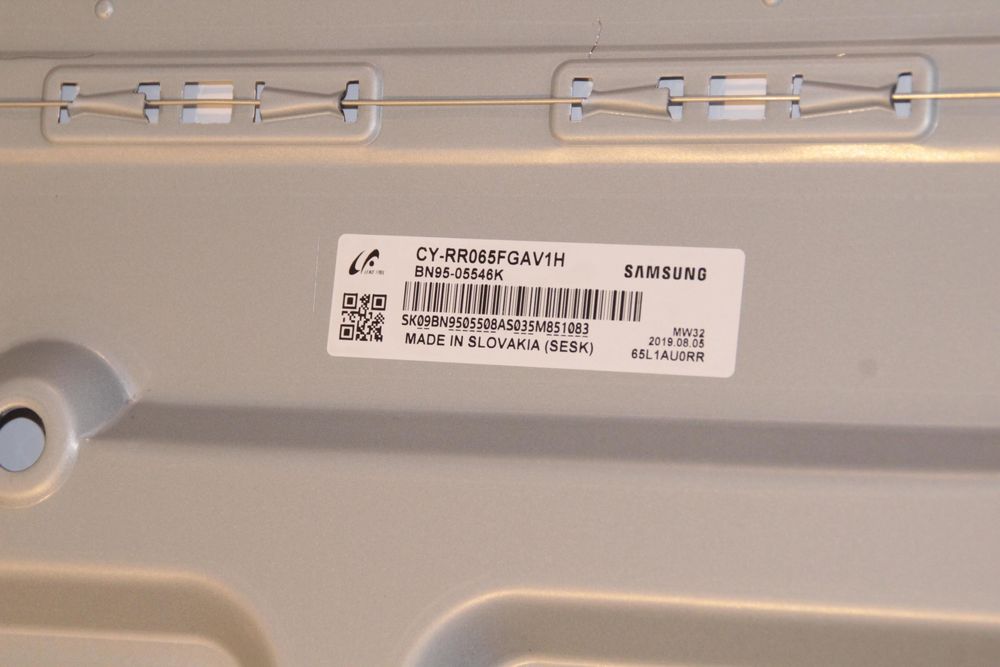 CY-RR065FGAV1H
BN95-05546K
SAMSUNG
SK09BN9505508AS035M851083
MADE IN SLOVAKIA (SESK)
MW32
2019.08.05
65L1AU0RR